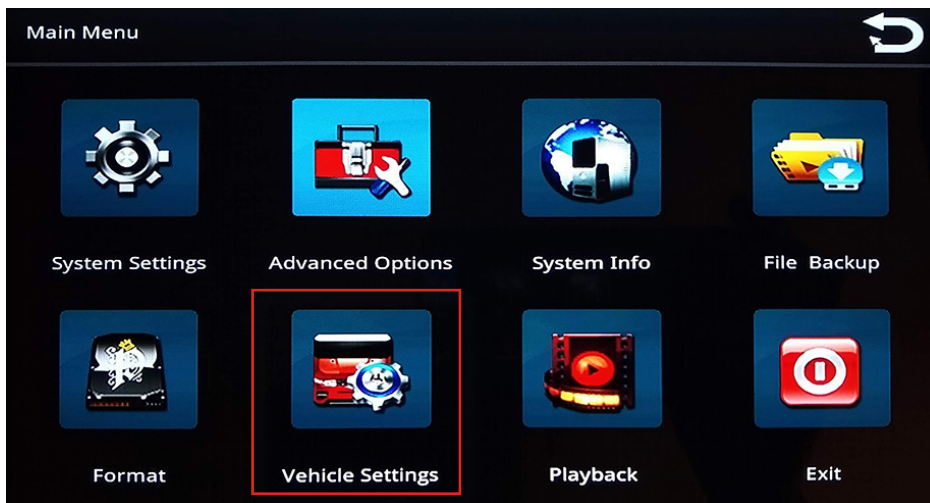 Main Menu
System Settings
Advanced Options
System Info
File Backup
Format
Vehicle Settings
Playback
Exit